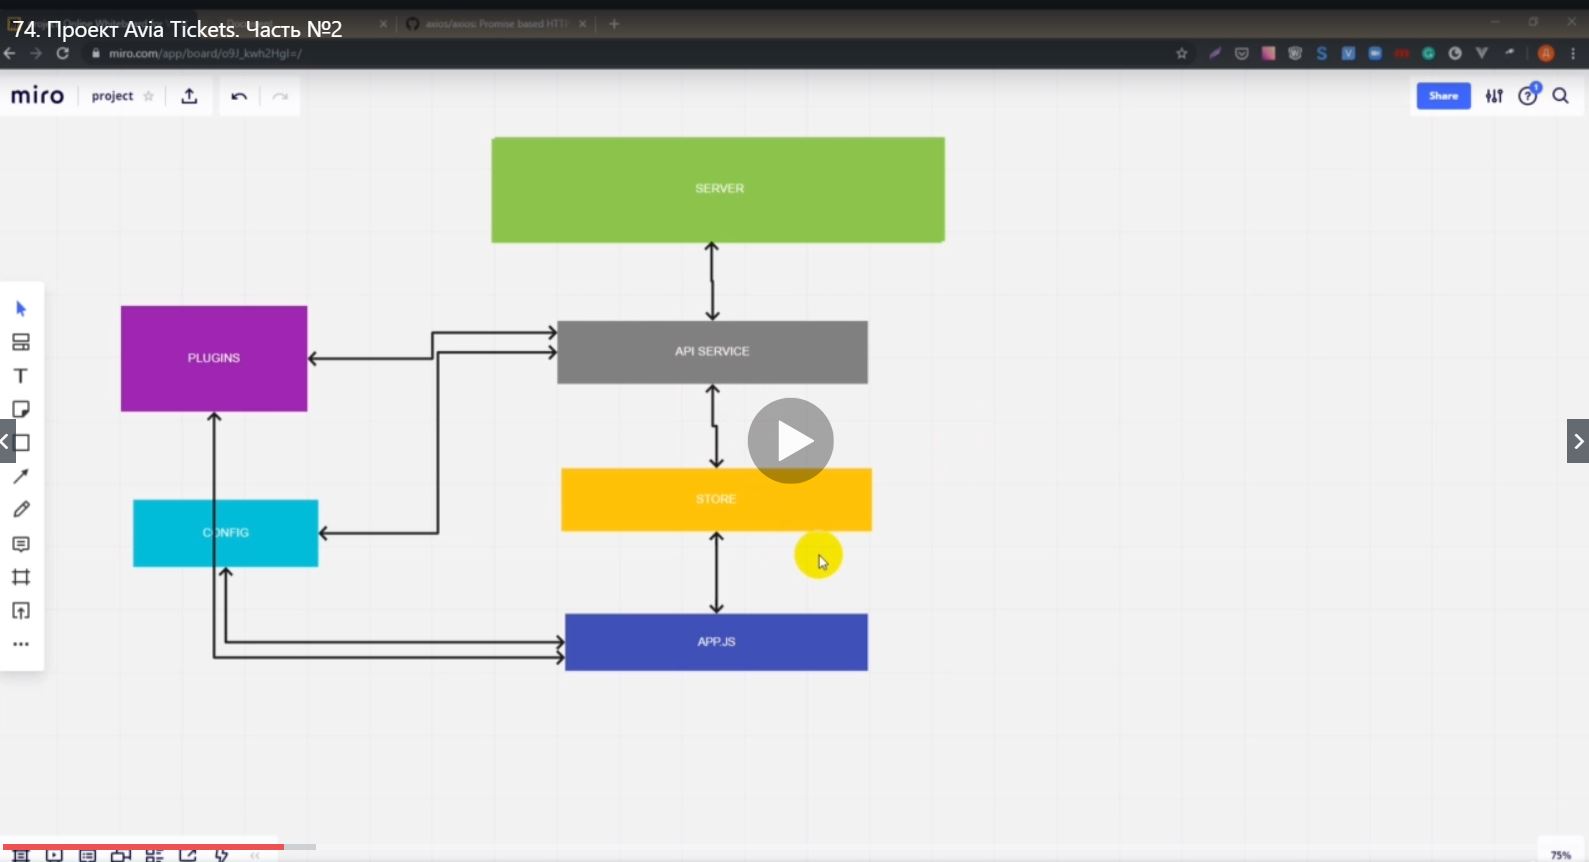 74. Проект Avia Tickets. Часть №2
axios/axios: Promise based HTTP
miro.com/app/board/o9J_kwh2HgI=/
miro
project
Share
1
SERVER
PLUGINS
API SERVICE
T
STORE
CONFIG
APP.JS
75%